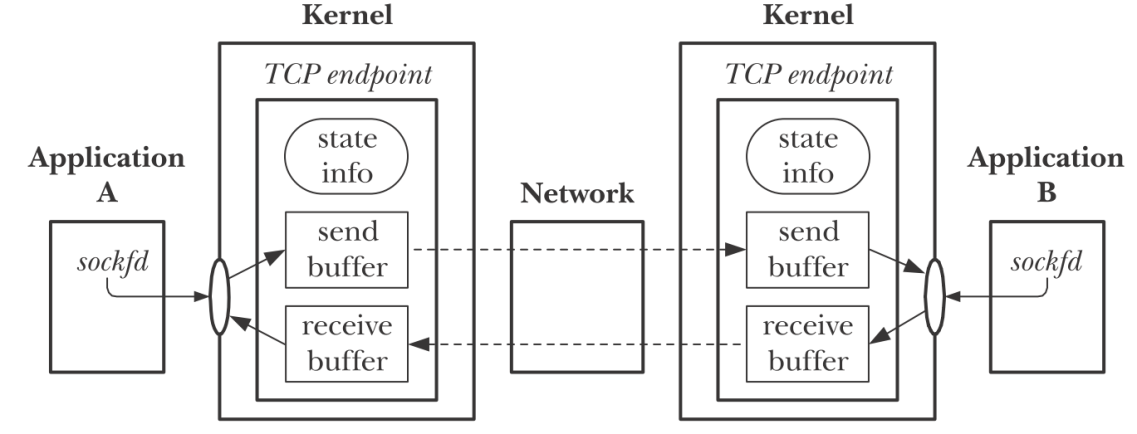 Kernel
TCP endpoint
state
info
send
buffer
receive
buffer
Application
A
sockfd
Network
Kernel
TCP endpoint
state
info
send
buffer
receive
buffer
Application
B
sockfd